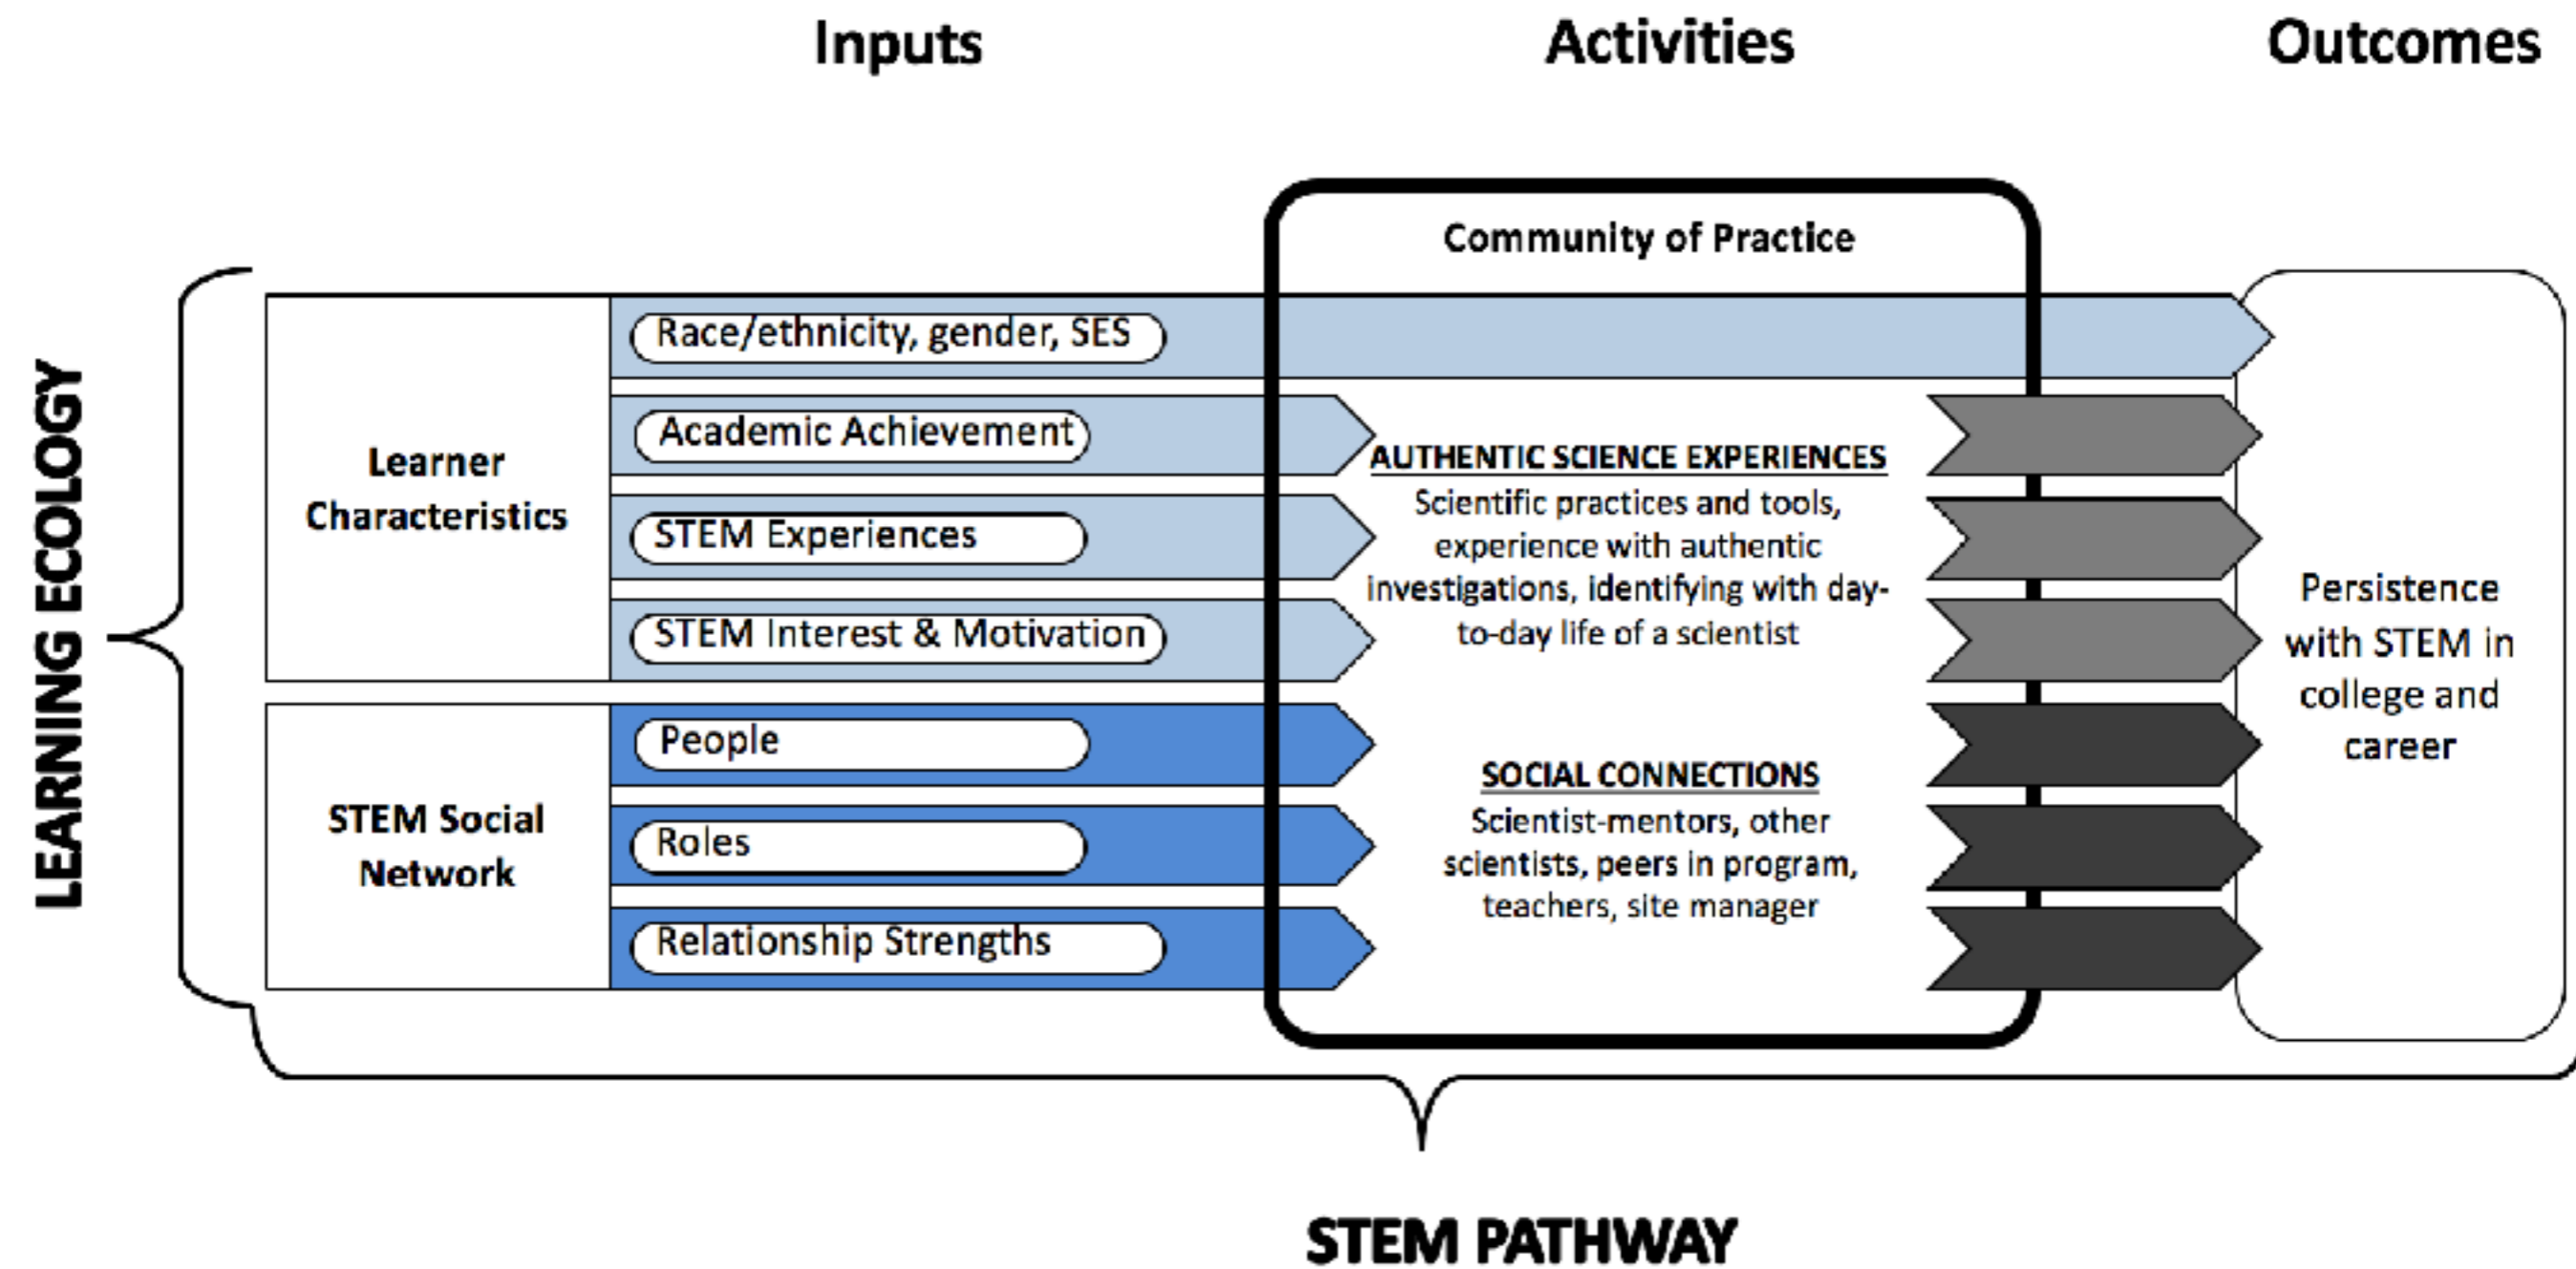 Inputs
Activities
Outcomes
LEARNING ECOLOGY
Learner
Characteristics
Race/ethnicity, gender, SES
Academic Achievement
STEM Experiences
STEM Interest & Motivation
STEM Social
Network
People
Roles
Relationship Strengths
Community of Practice
AUTHENTIC SCIENCE EXPERIENCES
Scientific practices and tools,
experience with authentic
investigations, identifying with day-
to-day life of a scientist
SOCIAL CONNECTIONS
Scientist-mentors, other
scientists, peers in program,
teachers, site manager
Persistence
with STEM in
college and
career
STEM PATHWAY